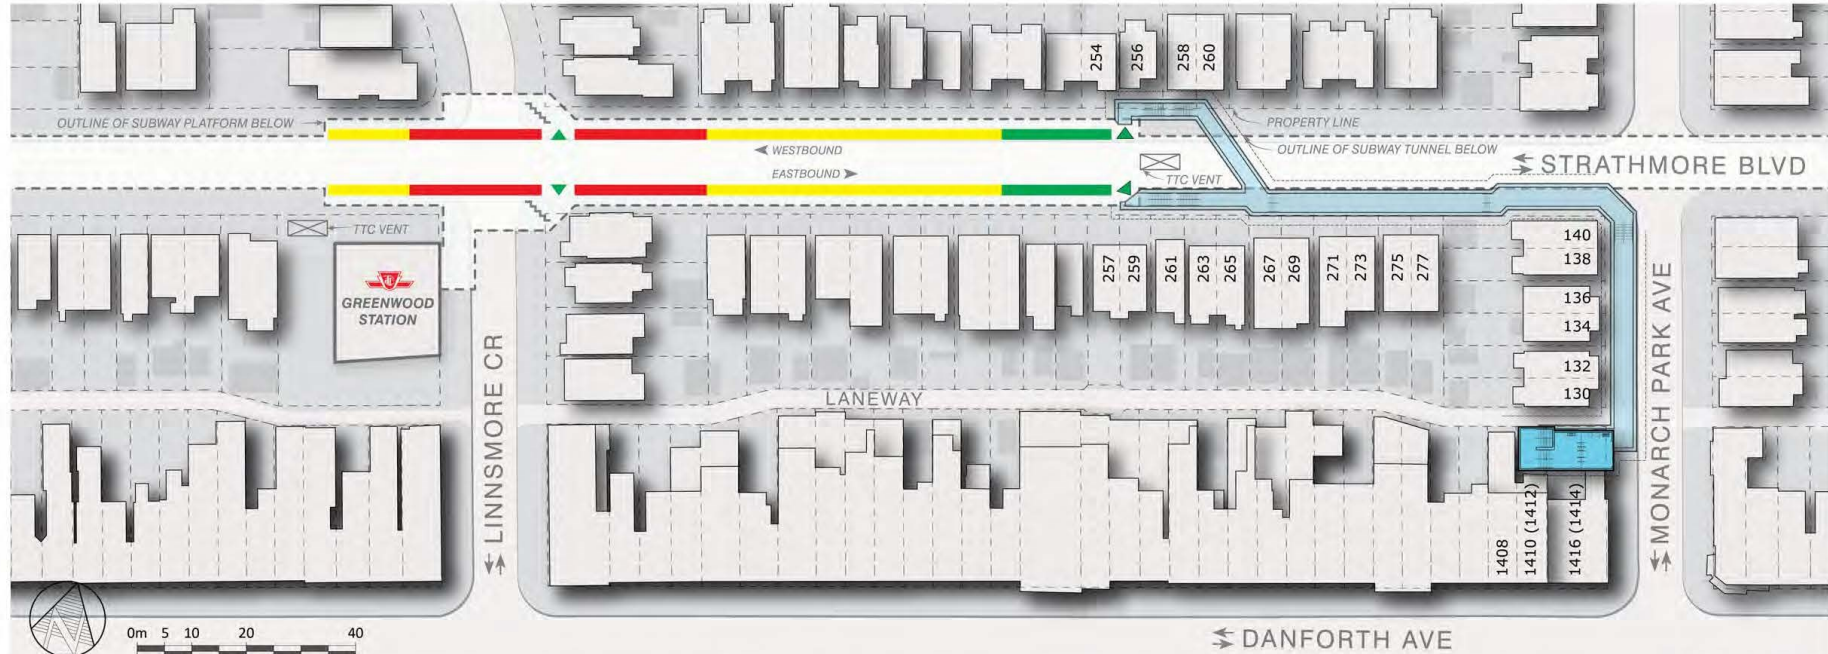 254
256
258
260
OUTLINE OF SUBWAY PLATFORM BELOW
PROPERTY LINE
WESTBOUND
OUTLINE OF SUBWAY TUNNEL BELOW
STRATHMORE BLVD
EASTBOUND
TTC VENT
TTC VENT
GREENWOOD
STATION
257
259
261
263
265
267
269
271
273
275
277
140
138
136
134
132
130
LINNSMORE CR
LANEWAY
MONARCH PARK AVE
1408
1410 (1412)
1416 (1414)
0m 5 10 20 40
DANFORTH AVE